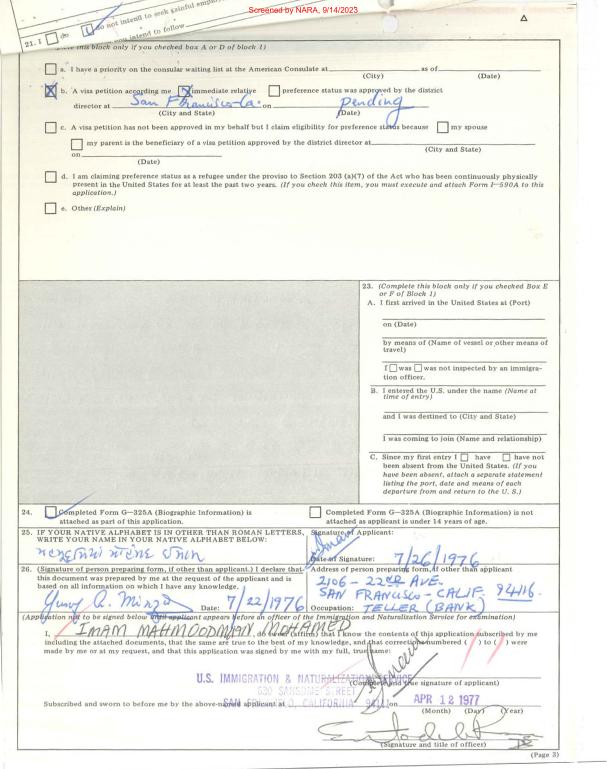 Screened by NARA, 9/14/2023
do not intend to seek gainful
21. I do intend to follow
this block only if you checked box A or D of block 1)
a. I have a priority on the consular waiting list at the American Consulate at as of
(City) (Date)
b. A visa petition according me immediate relative preference status was approved by the district
director at San Francisco-Ca. on pending
(City and State) (Date)
c. A visa petition has not been approved in my behalf but I claim eligibility for preference status because my spouse
my parent is the beneficiary of a visa petition approved by the district director at
(City and State)
on
(Date)
d. I am claiming preference status as a refugee under the proviso to Section 203 (a)(7) of the Act who has been continuously physically
present in the United States for at least the past two years. (If you check this item, you must execute and attach Form I-590A to this
application.)
e. Other (Explain)
23. (Complete this block only if you checked Box E
or F of Block 1)
A. I first arrived in the United States at (Port)
on (Date)
by means of (Name of vessel or other means of
travel)
I was was not inspected by an immigra-
tion officer.
B. I entered the U.S. under the name (Name at
time of entry)
and I was destined to (City and State)
I was coming to join (Name and relationship)
C. Since my first entry I have have not
been absent from the United States. (If you
have been absent, attach a separate statement
listing the port, date and means of each
departure from and return to the U. S.)
24. Completed Form G-325A (Biographic Information) is
attached as part of this application.
Completed Form G-325A (Biographic Information) is not
attached as applicant is under 14 years of age.
25. IF YOUR NATIVE ALPHABET IS IN OTHER THAN ROMAN LETTERS,
WRITE YOUR NAME IN YOUR NATIVE ALPHABET BELOW:
Signature of Applicant:
Date of Signature: 7/26/1976
26. (Signature of person preparing form, if other than applicant.) I declare that
this document was prepared by me at the request of the applicant and is
based on all information on which I have any knowledge.
Date: 7/22/1976
Address of person preparing form, if other than applicant
2106 - 22ND AVE.
SAN FRANCISCO - CALIF. 94116.
Occupation: TELLER (BANK)
(Application not to be signed below until applicant appears before an officer of the Immigration and Naturalization Service for examination)
I, IMAM MAHMOODMIAN MOHAMED, do swear (affirm) that I know the contents of this application subscribed by me
including the attached documents, that the same are true to the best of my knowledge, and that corrections numbered ( ) to ( ) were
made by me or at my request, and that this application was signed by me with my full, true name:
U.S. IMMIGRATION & NATURALIZATION SERVICE
(Complete and true signature of applicant)
630 SANSOME STREET
Subscribed and sworn to before me by the above-named applicant at SAN FRANCISCO, CALIFORNIA 94111 on APR 12 1977
(Month) (Day) (Year)
(Signature and title of officer)
(Page 3)